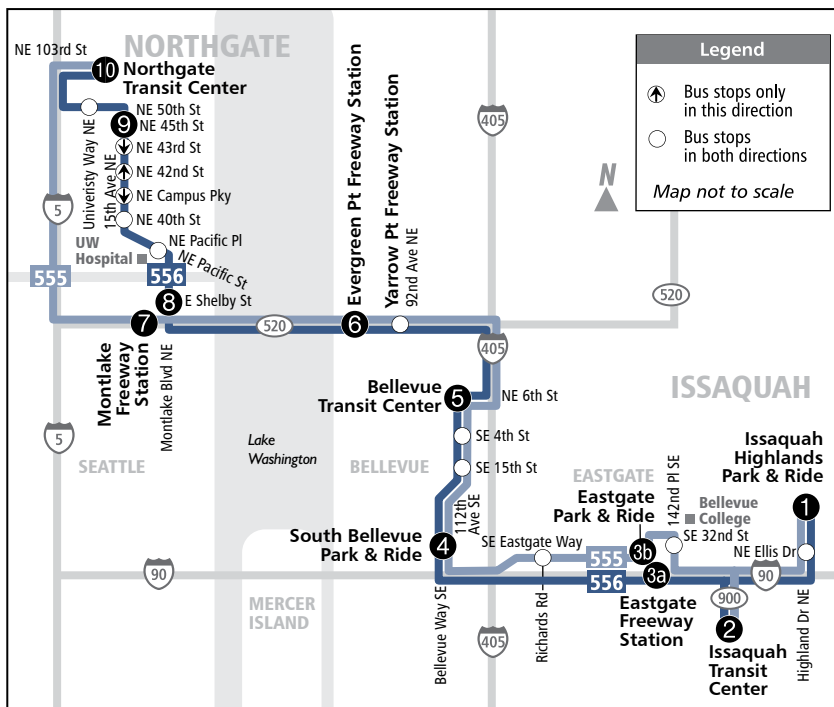 NORTHGATE
NE 103rd St
10
Northgate
Transit Center
NE 50th St
9
NE 45th St
NE 43rd St
NE 42nd St
NE Campus Pky
NE 40th St
Univeristy Way NE
15th Ave NE
NE Pacific Pl
NE Pacific St
UW
Hospital
5
555
556
8
E Shelby St
7
Montlake
Freeway
Station
Montlake Blvd NE
520
6
Evergreen Pt Freeway Station
Yarrow Pt Freeway Station
92nd Ave NE
405
N
520
Legend
Bus stops only
in this direction
Bus stops
in both directions
Map not to scale
405
Bellevue
Transit Center
5
NE 6th St
SE 4th St
SE 15th St
112th
Ave SE
5
SEATTLE
Lake
Washington
BELLEVUE
ISSAQUAH
Issaquah
Highlands
Park & Ride
1
EASTGATE
Eastgate
Park & Ride
142nd Pl SE
Bellevue
College
SE 32nd St
NE Ellis Dr
South Bellevue
Park & Ride
4
SE Eastgate Way
555
3b
556
3a
90
90
900
MERCER
ISLAND
Bellevue Way SE
405
Richards Rd
Eastgate
Freeway
Station
2
Issaquah
Transit
Center
Highland Dr NE